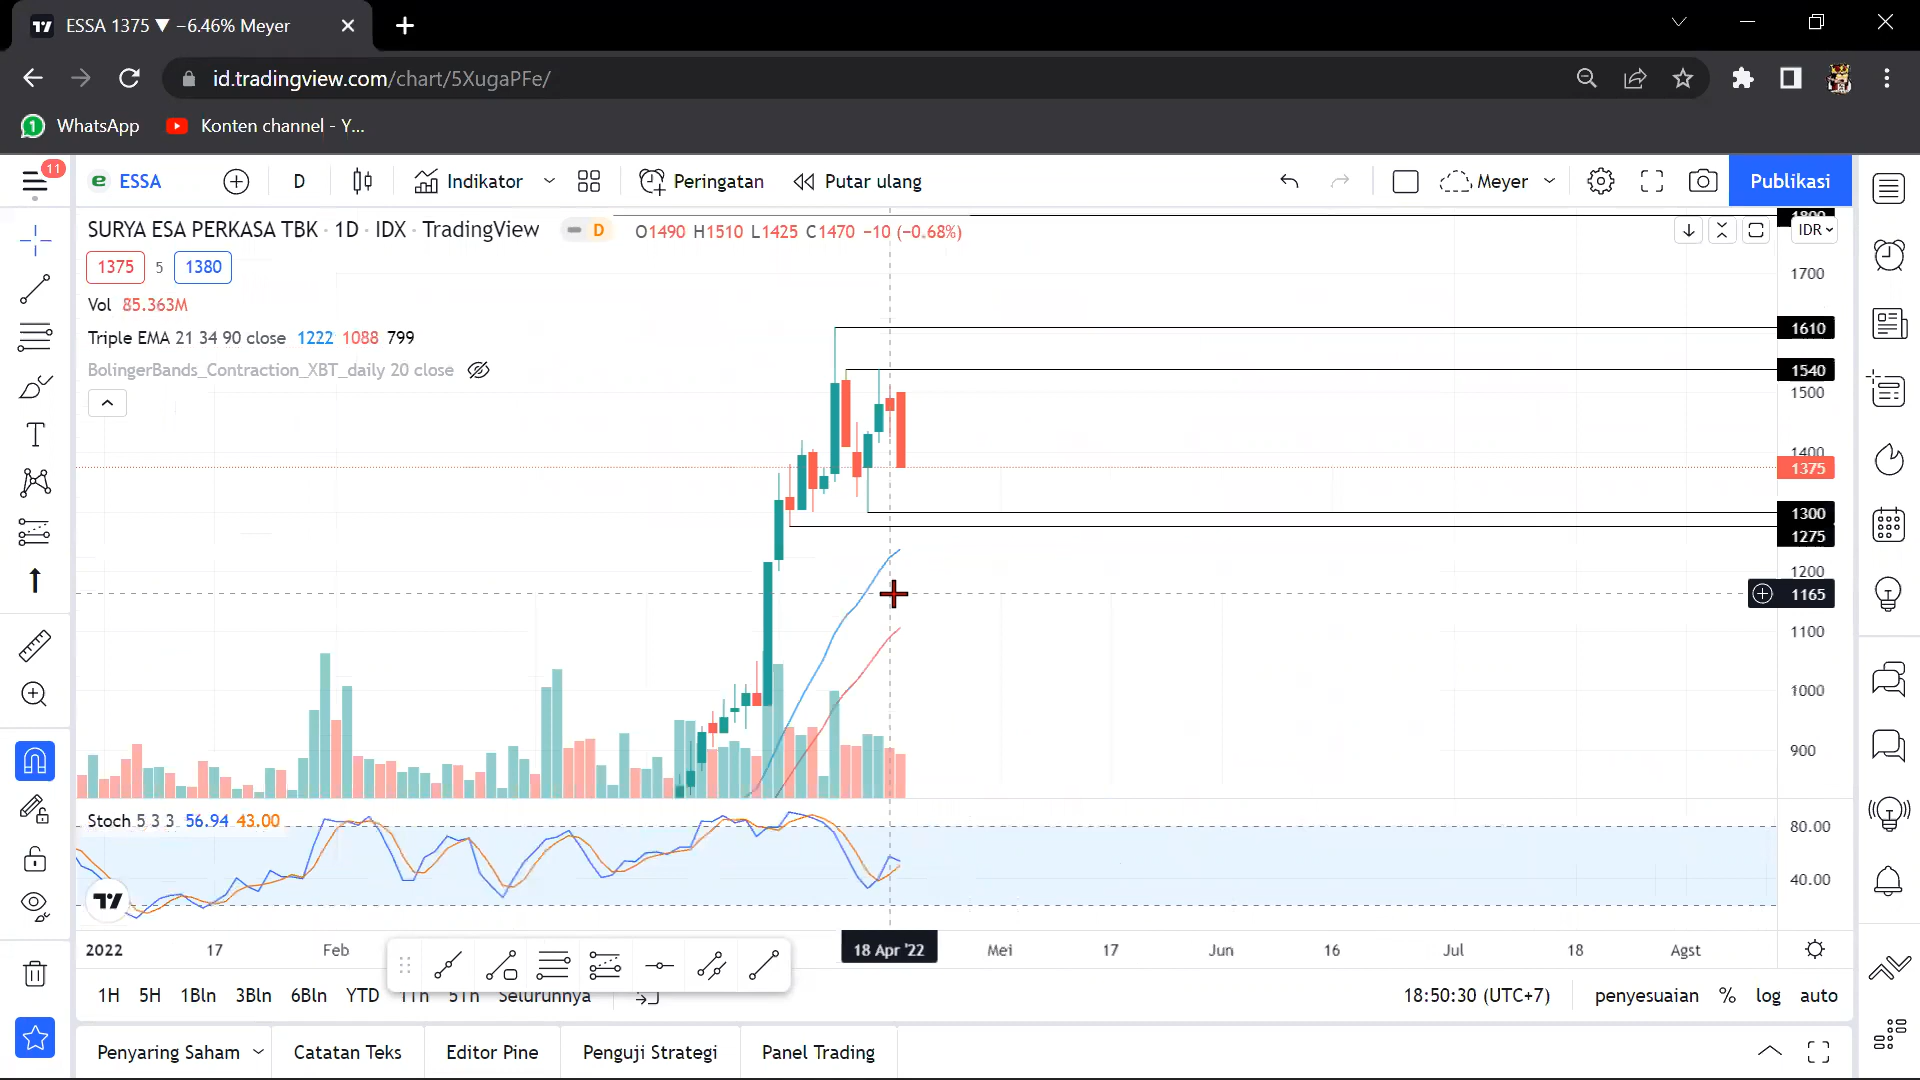 ESSA 1375 ▼ −6.46% Meyer
id.tradingview.com/chart/5XugaPFe/
1 WhatsApp Konten channel - Y...
11
e ESSA D Indikator Peringatan Putar ulang Meyer Publikasi
SURYA ESA PERKASA TBK · 1D · IDX · TradingView D O1490 H1510 L1425 C1470 −10 (−0.68%)
1800
IDR
1375 5 1380
Vol 85.363M
Triple EMA 21 34 90 close 1222 1088 799
BolingerBands_Contraction_XBT_daily 20 close
1700
1610
1540
1500
1400
1375
1300
1275
1200
1165
1100
1000
900
Stoch 5 3 3 56.94 43.00
80.00
40.00
2022 17 Feb 18 Apr '22 Mei 17 Jun 16 Jul 18 Agst
1H 5H 1Bln 3Bln 6Bln YTD 1Th 5Th Seluruhnya 18:50:30 (UTC+7) penyesuaian % log auto
Penyaring Saham Catatan Teks Editor Pine Penguji Strategi Panel Trading